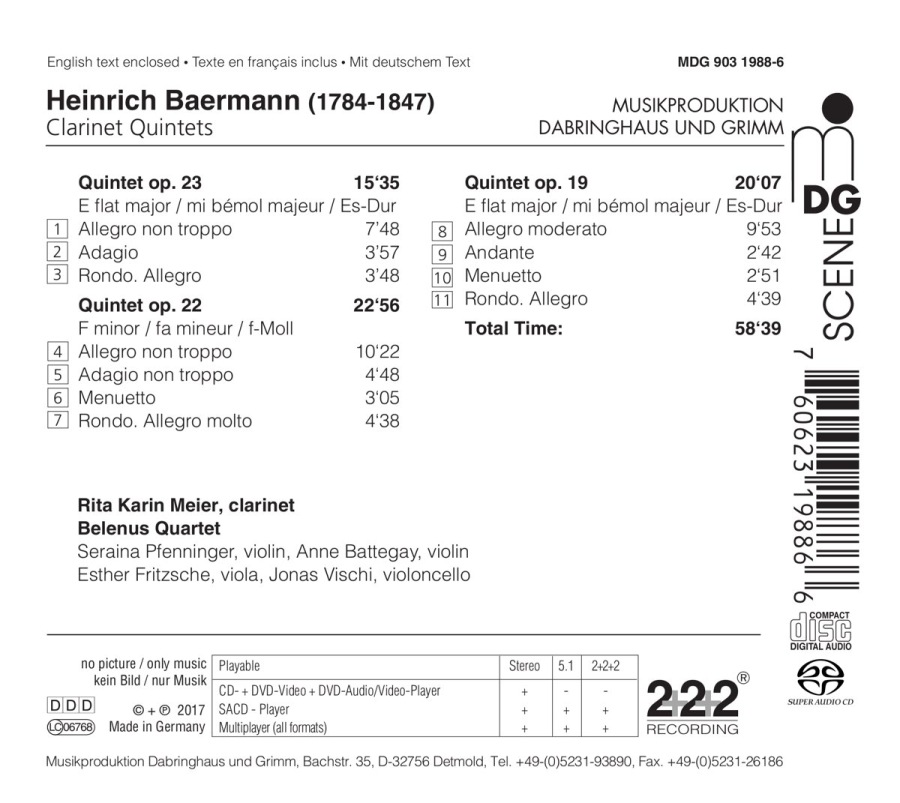 English text enclosed • Texte en français inclus • Mit deutschem Text
MDG 903 1988-6
Heinrich Baermann (1784-1847)
Clarinet Quintets
MUSIKPRODUKTION
DABRINGHAUS UND GRIMM
DG
SCENE
Quintet op. 23 15‘35
E flat major / mi bémol majeur / Es-Dur
1 Allegro non troppo 7’48
2 Adagio 3’57
3 Rondo. Allegro 3’48
Quintet op. 22 22‘56
F minor / fa mineur / f-Moll
4 Allegro non troppo 10‘22
5 Adagio non troppo 4‘48
6 Menuetto 3‘05
7 Rondo. Allegro molto 4‘38
Quintet op. 19 20‘07
E flat major / mi bémol majeur / Es-Dur
8 Allegro moderato 9‘53
9 Andante 2‘42
10 Menuetto 2‘51
11 Rondo. Allegro 4‘39
Total Time: 58‘39
7 60623 19886 6
Rita Karin Meier, clarinet
Belenus Quartet
Seraina Pfenninger, violin, Anne Battegay, violin
Esther Fritzsche, viola, Jonas Vischi, violoncello
COMPACT
disc
DIGITAL AUDIO
SUPER AUDIO CD
no picture / only music
kein Bild / nur Musik
DDD
© + ℗ 2017
LC 06768
Made in Germany
Playable Stereo 5.1 2+2+2
CD- + DVD-Video + DVD-Audio/Video-Player + - -
SACD - Player + + +
Multiplayer (all formats) + + +
2+2+2 ®
RECORDING
Musikproduktion Dabringhaus und Grimm, Bachstr. 35, D-32756 Detmold, Tel. +49-(0)5231-93890, Fax. +49-(0)5231-26186